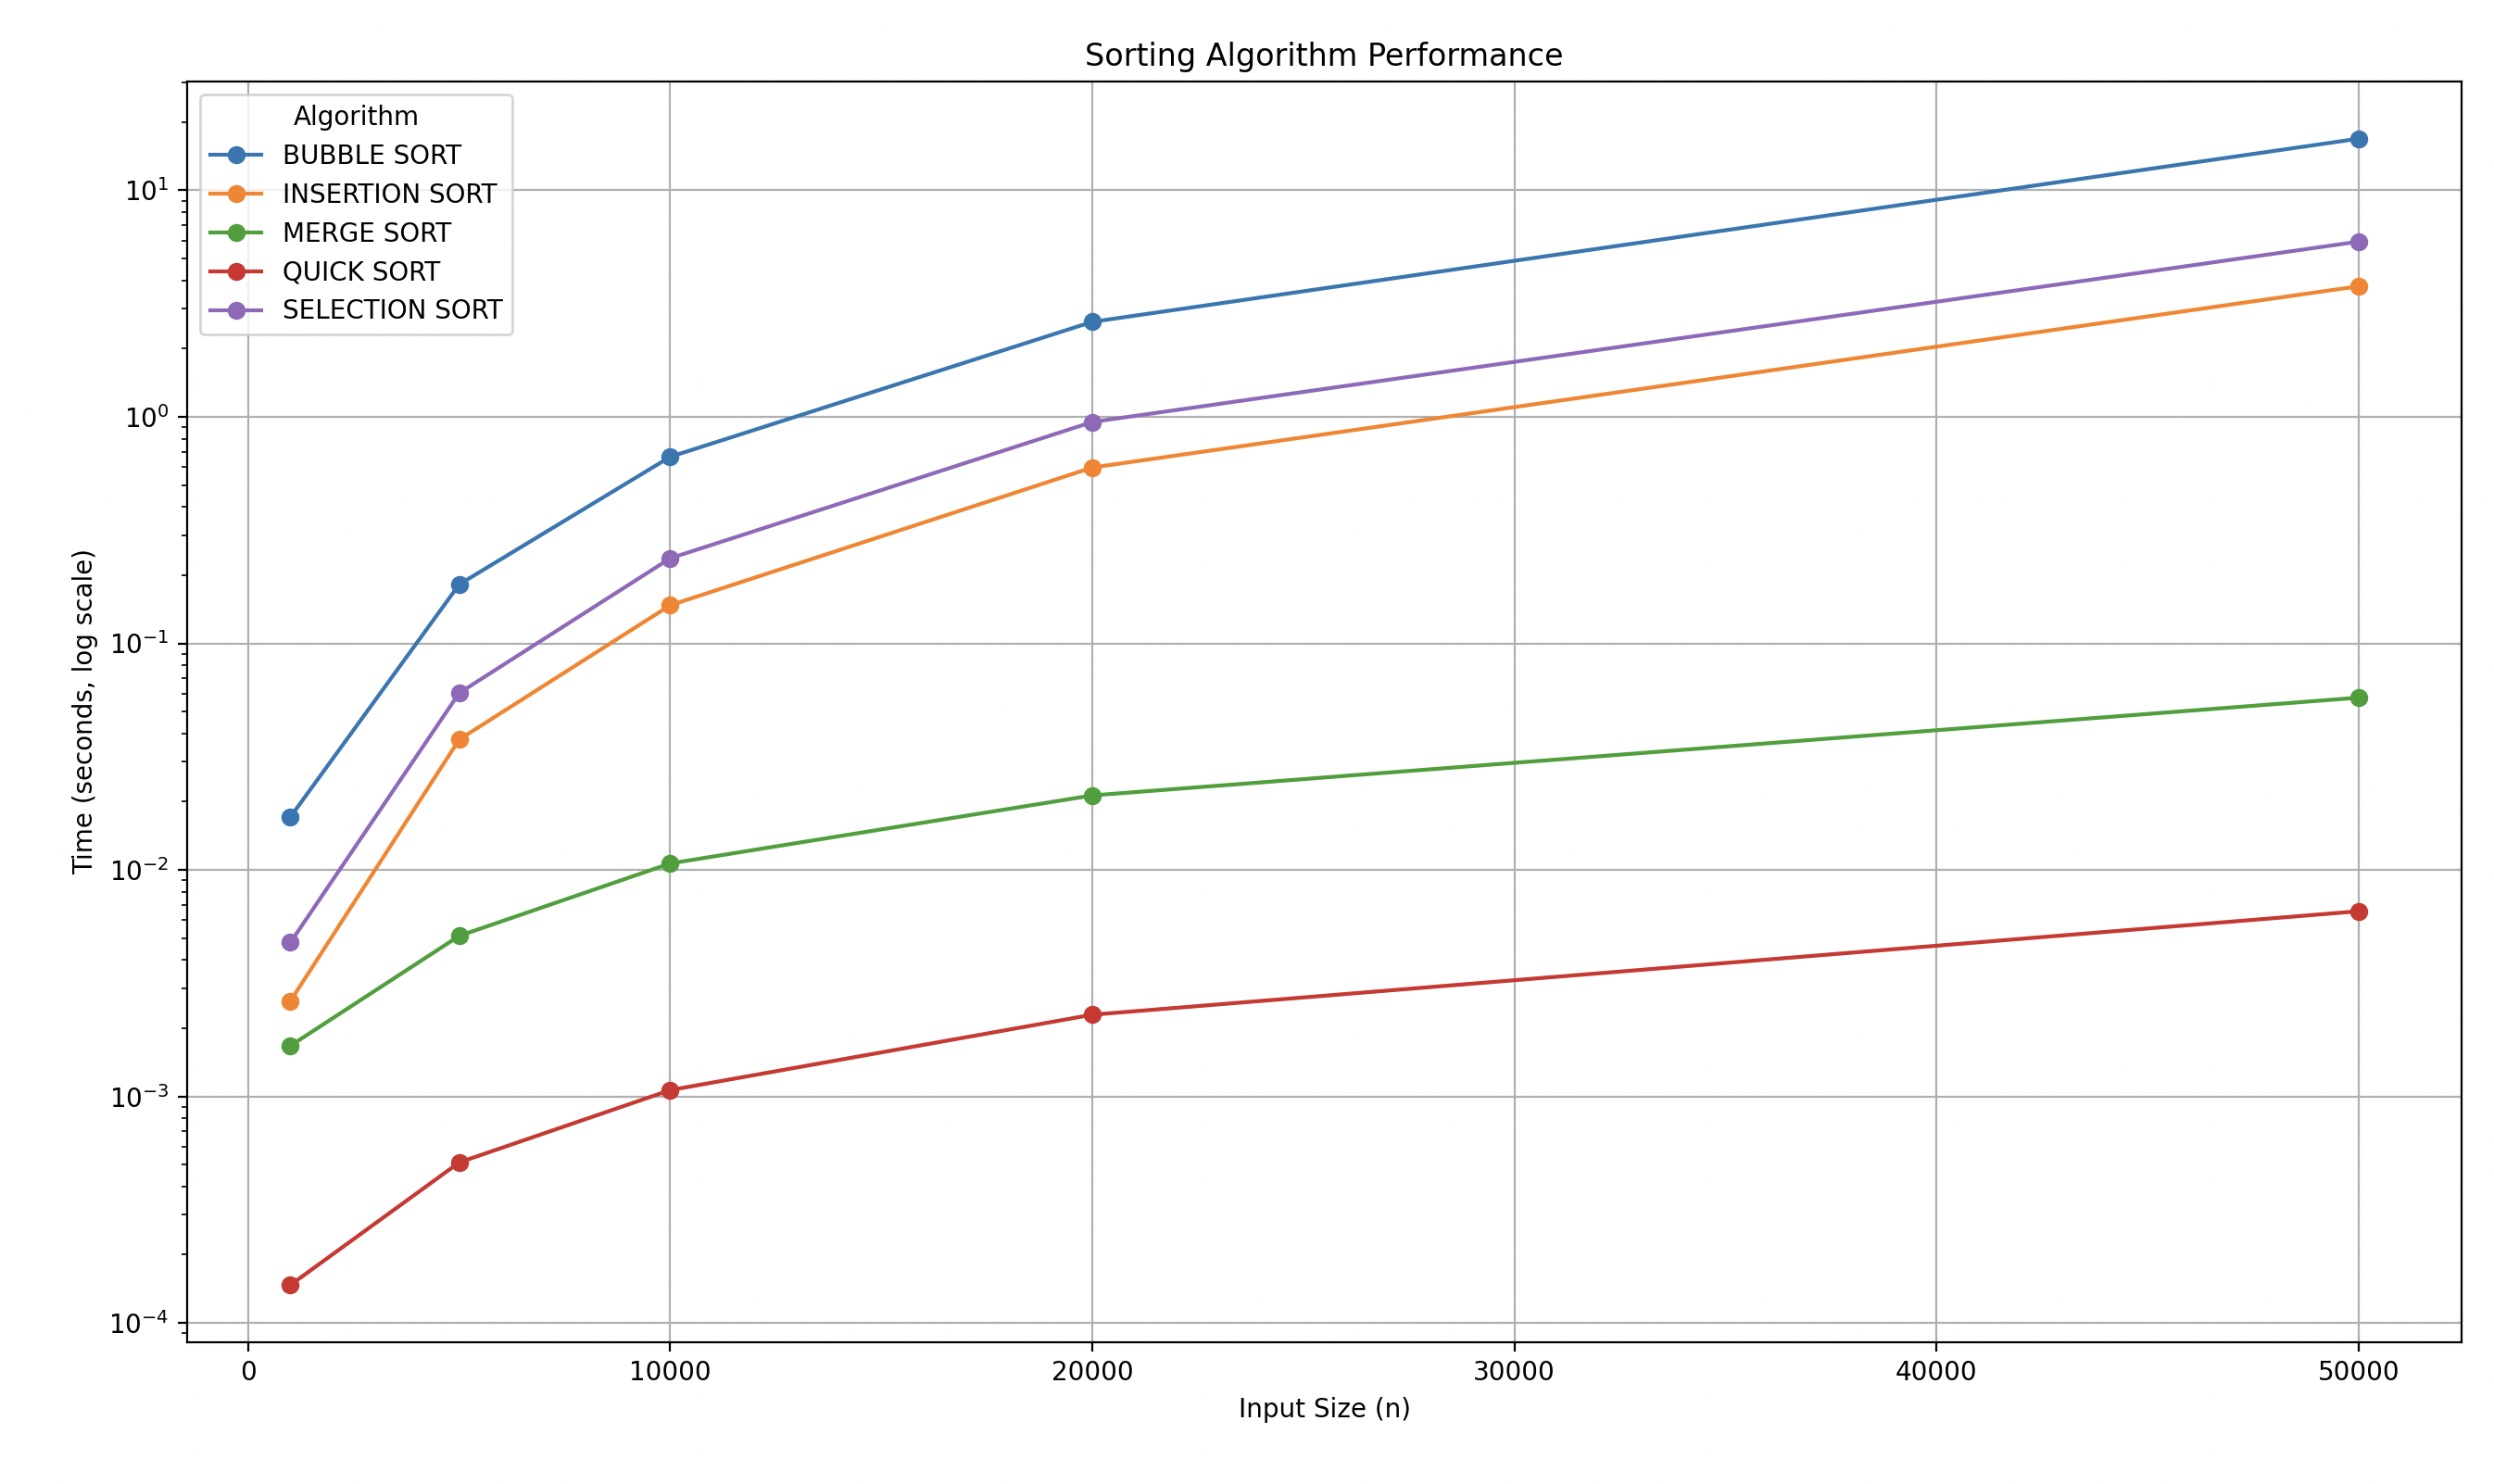 Sorting Algorithm Performance
Algorithm
BUBBLE SORT
INSERTION SORT
MERGE SORT
QUICK SORT
SELECTION SORT
Time (seconds, log scale)
10¹
10⁰
10⁻¹
10⁻²
10⁻³
10⁻⁴
0 10000 20000 30000 40000 50000
Input Size (n)